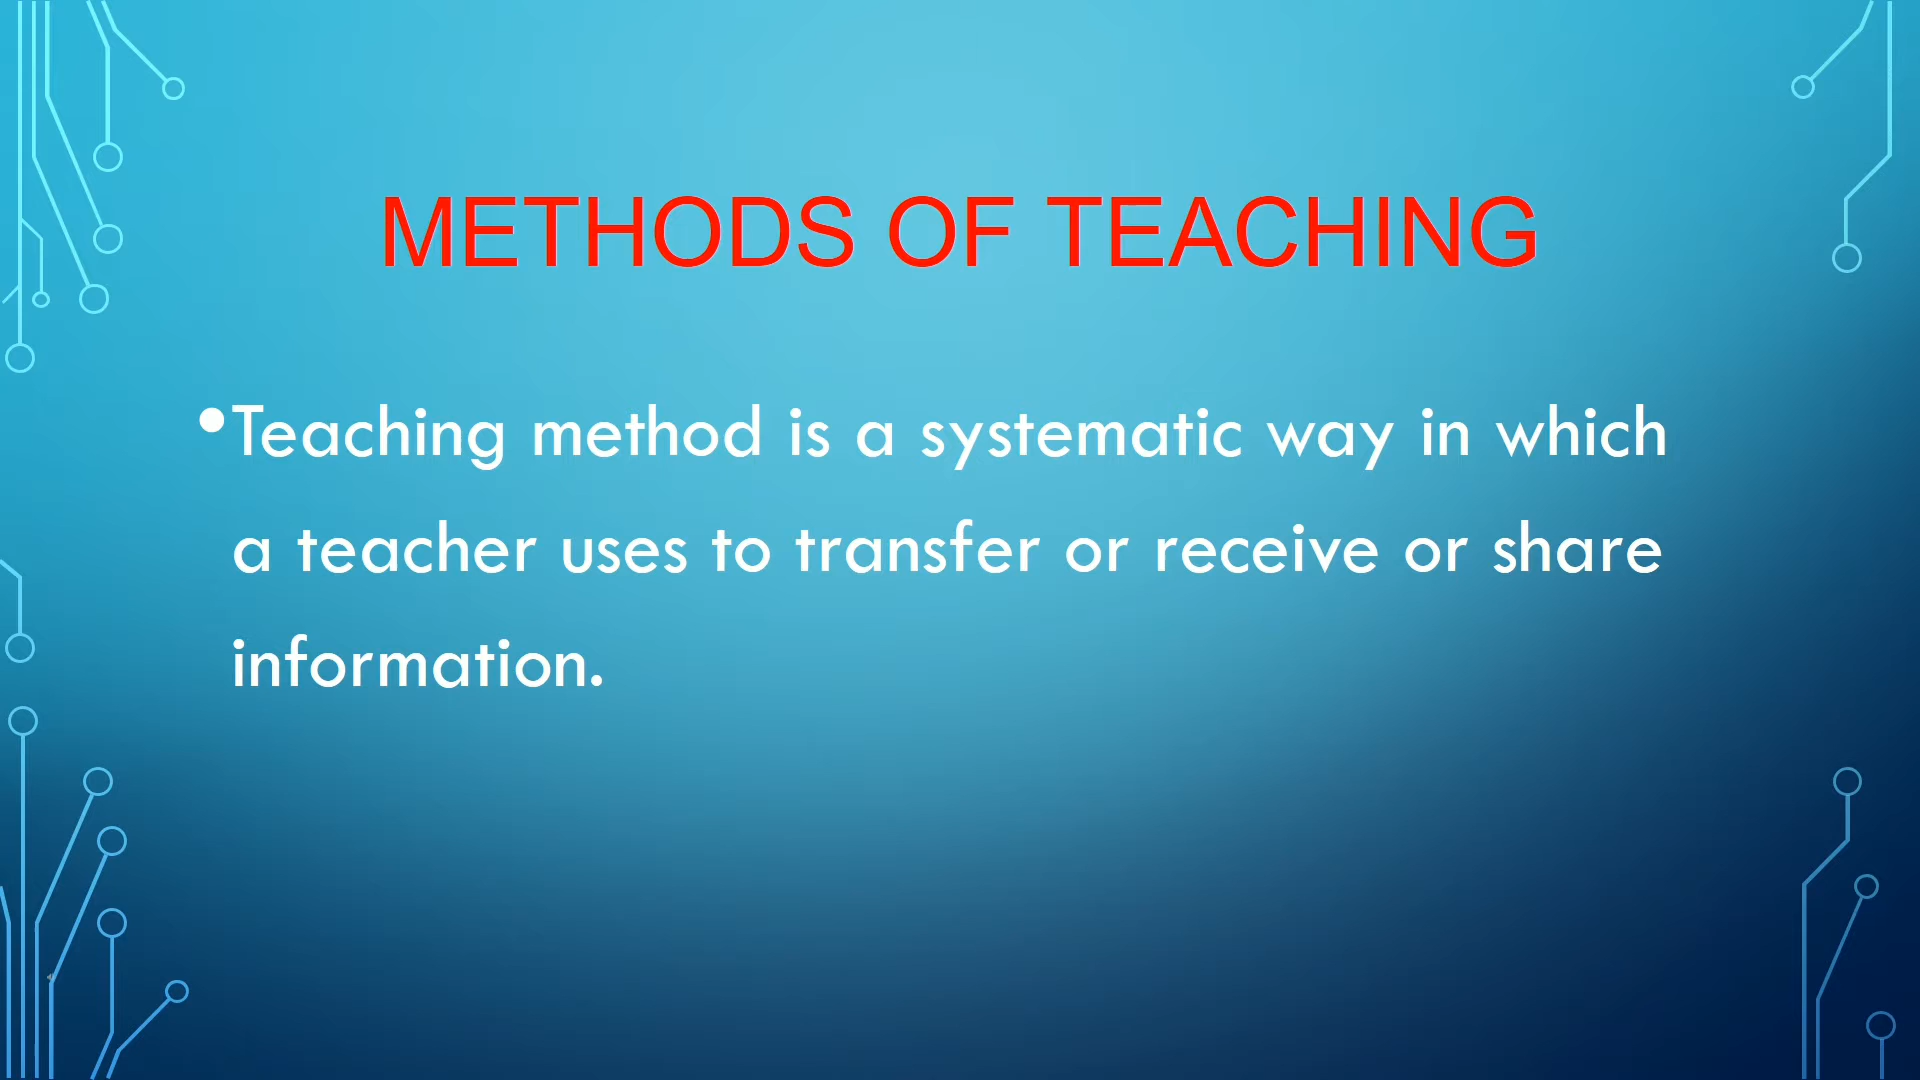 METHODS OF TEACHING
•Teaching method is a systematic way in which
a teacher uses to transfer or receive or share
information.